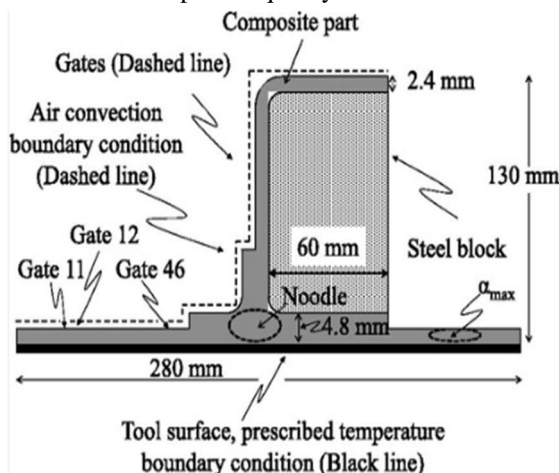 Composite part
Gates (Dashed line)
2.4 mm
Air convection
boundary condition
(Dashed line)
130 mm
60 mm
Steel block
Gate 12
Gate 11
Gate 46
Noodle
αmax
4.8 mm
280 mm
Tool surface, prescribed temperature
boundary condition (Black line)